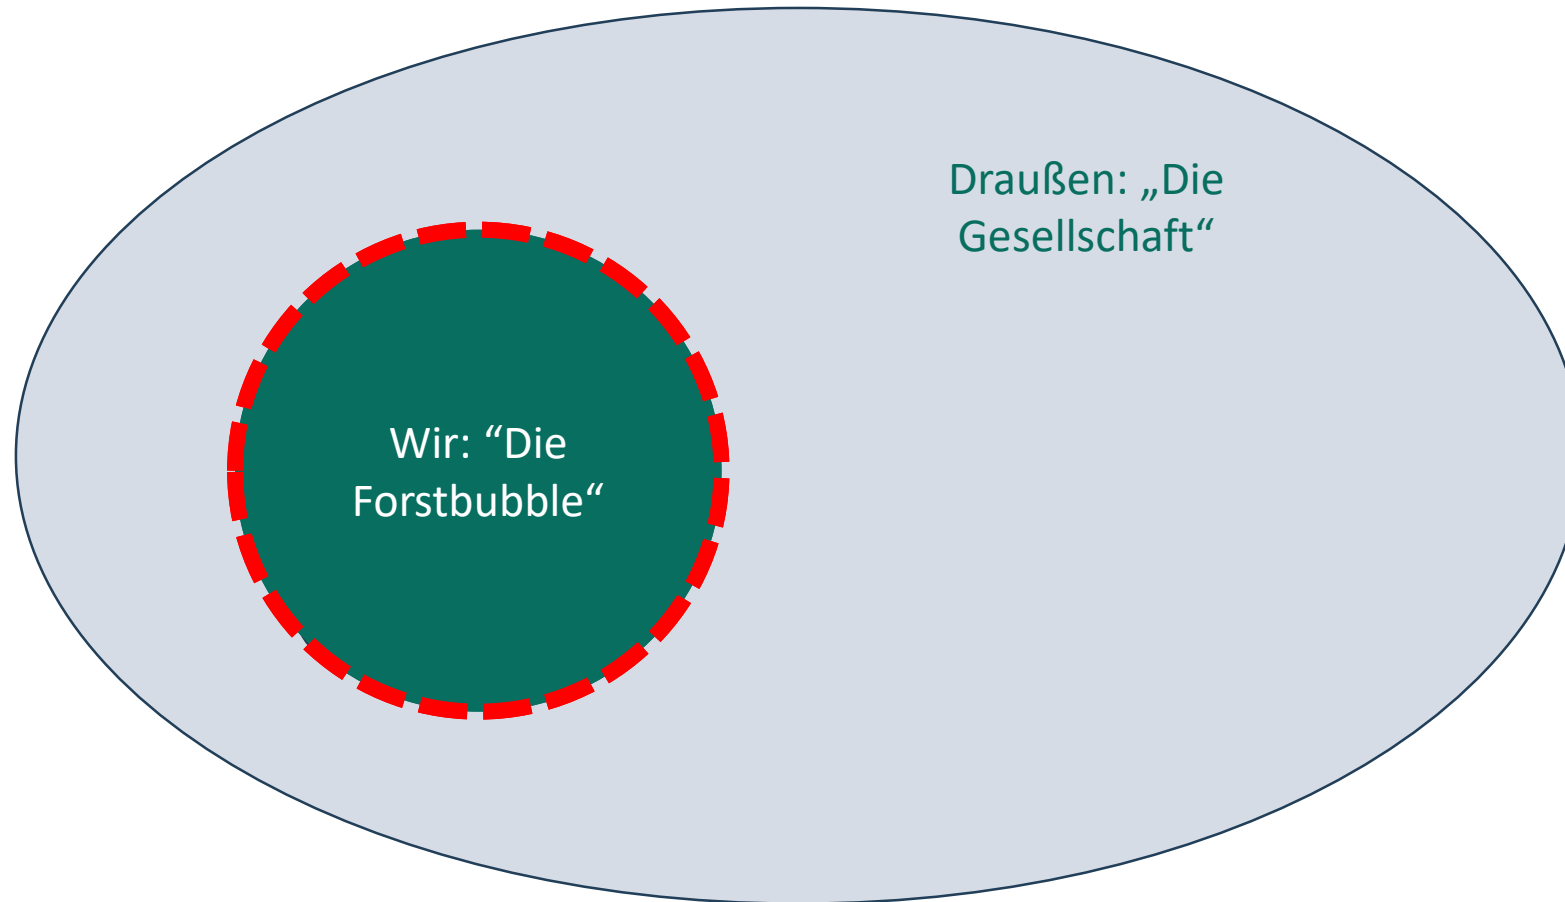 Draußen: „Die
Gesellschaft“
Wir: “Die
Forstbubble“